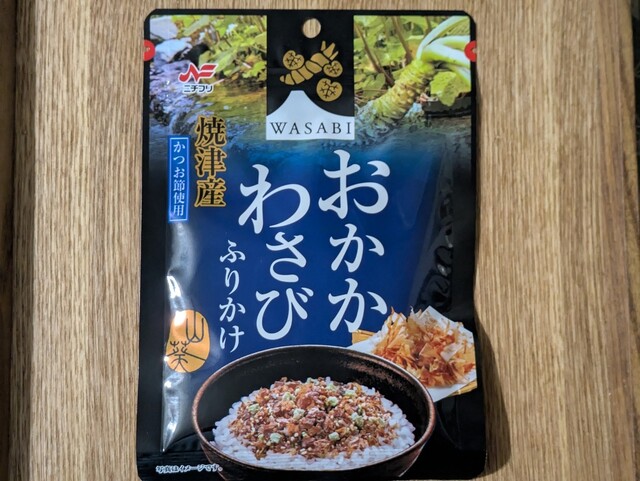 ニチフリ
WASABI
焼津産
かつお節使用
おかか
わさび
ふりかけ
山葵
写真はイメージです。